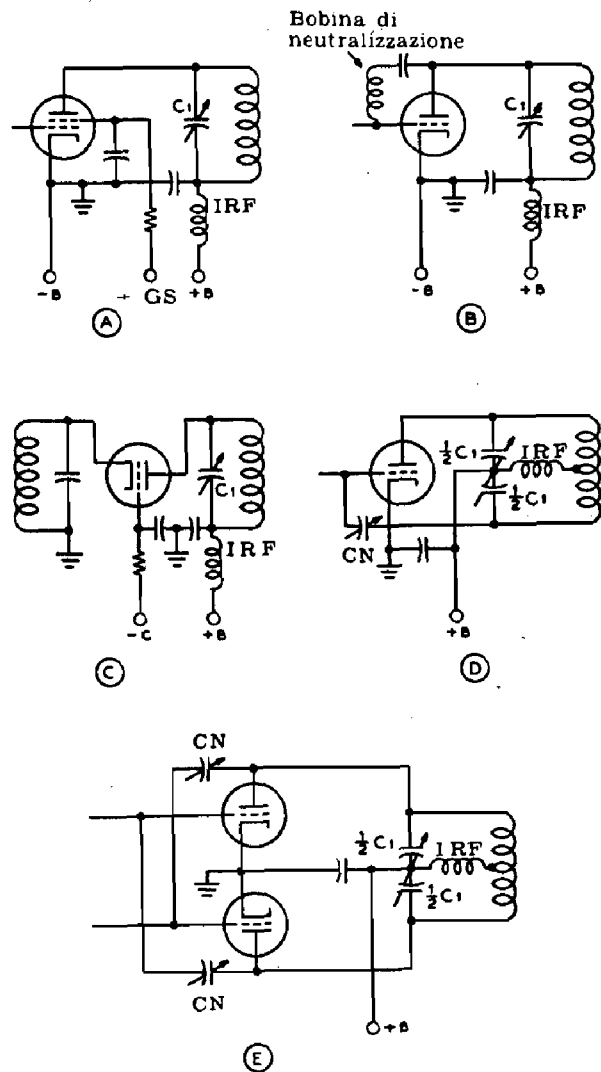 Bobina di
neutralizzazione
C1
IRF
-B
+ GS
+B
A
C1
IRF
-B
+B
B
C1
IRF
-C
+B
C
½C1
IRF
½C1
CN
+B
D
CN
½C1
IRF
½C1
CN
+B
E